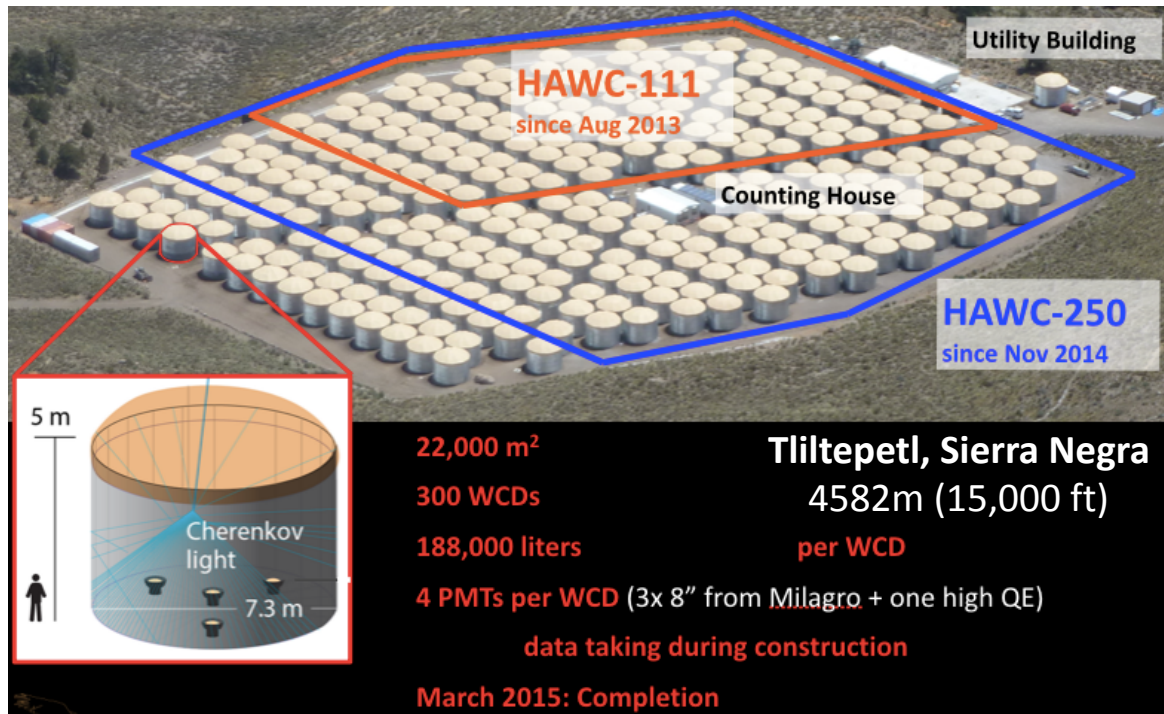 Utility Building
HAWC-111
since Aug 2013
Counting House
HAWC-250
since Nov 2014
5 m
Cherenkov
light
7.3 m
22,000 m²
300 WCDs
188,000 liters per WCD
4 PMTs per WCD (3x 8” from Milagro + one high QE)
data taking during construction
March 2015: Completion
Tliltepetl, Sierra Negra
4582m (15,000 ft)